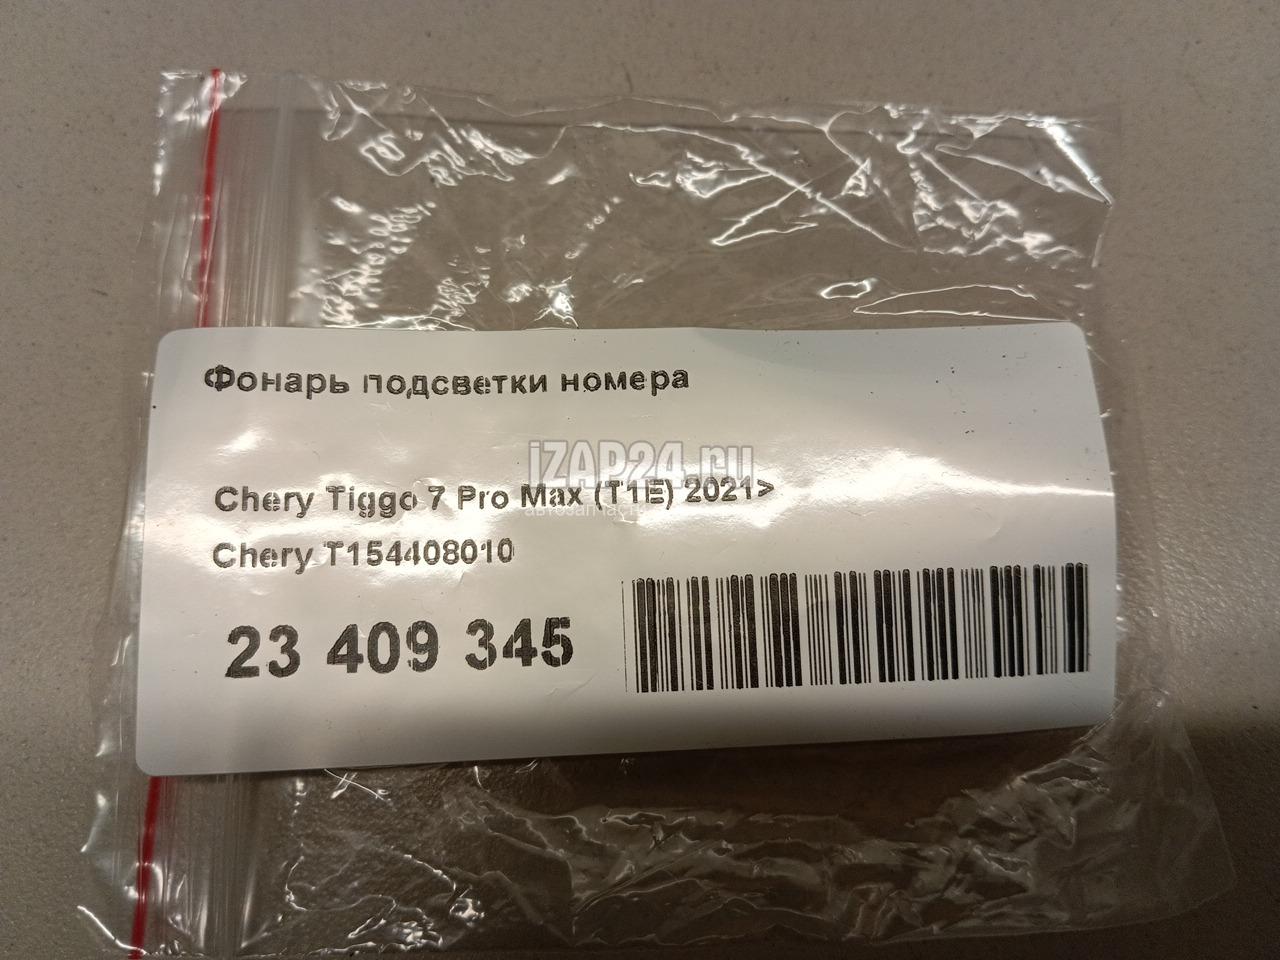 Фонарь подсветки номера
iZAP24.ru
Chery Tiggo 7 Pro Max (T1E) 2021>
Chery T154408010
23 409 345